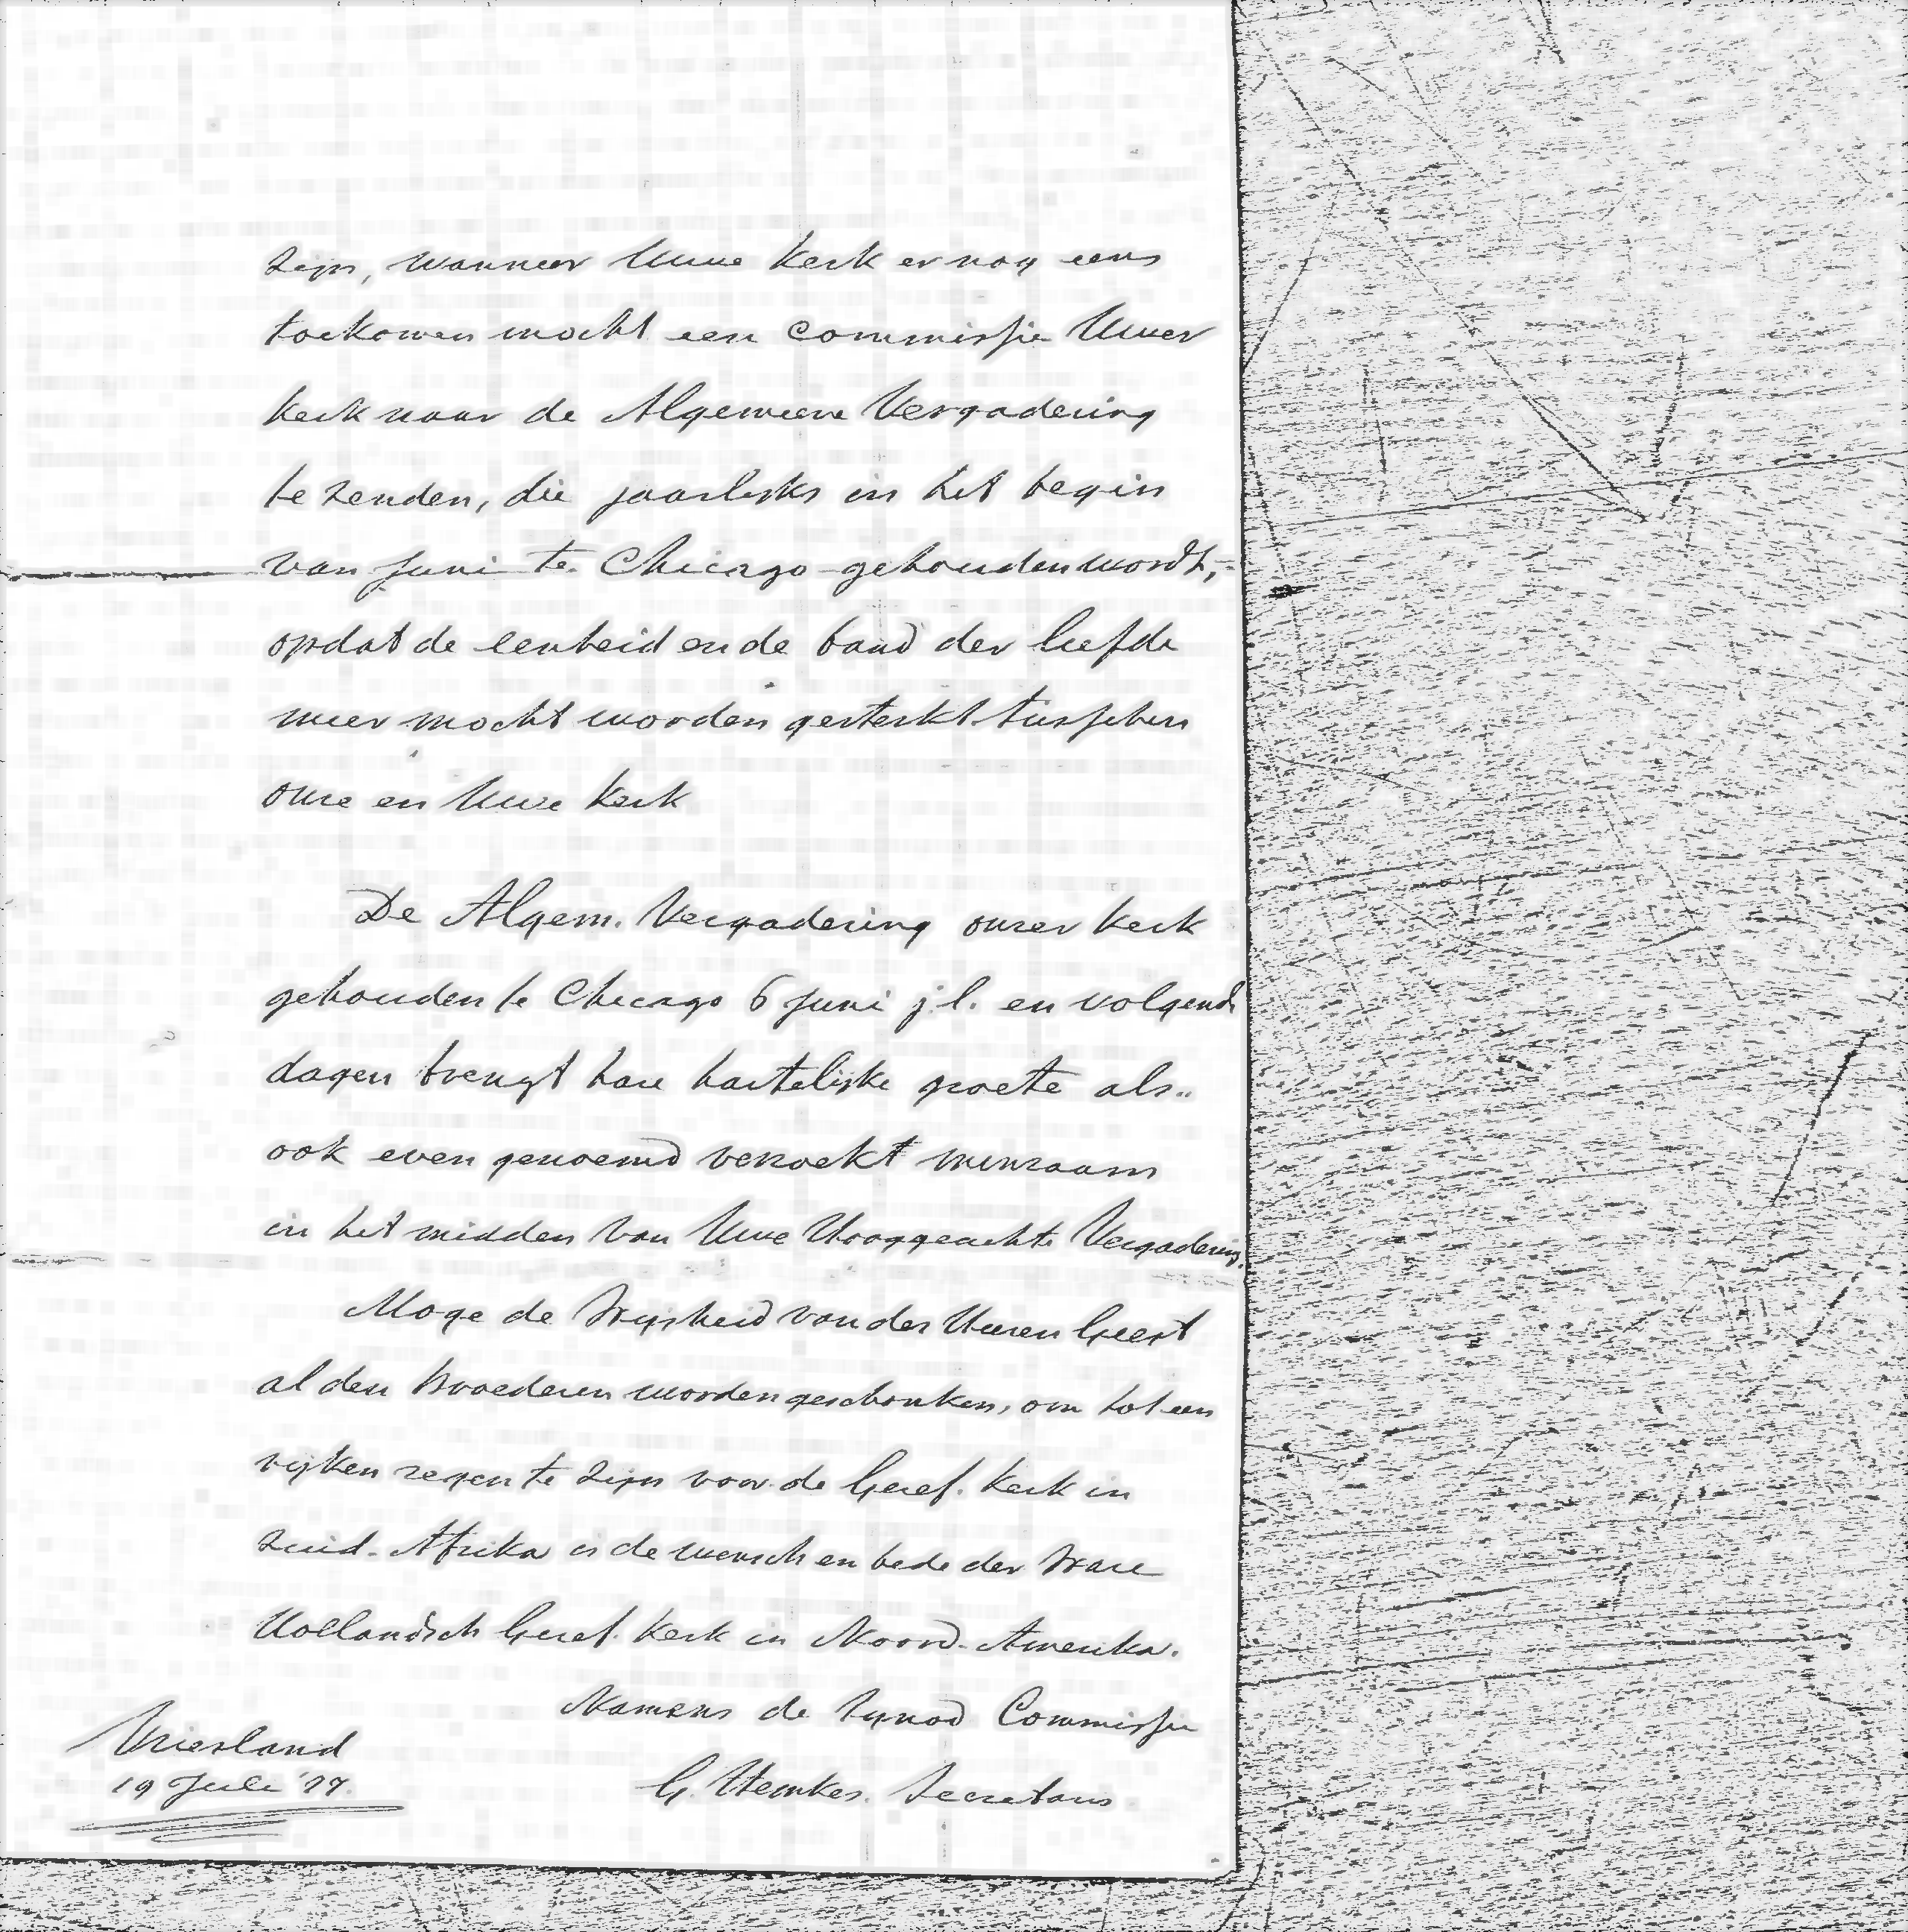 zijn, wanneer Uwe Kerk er nog eens
toekomen mocht een Commissie Uwer
Kerk naar de Algemeene Vergadering
te zenden, die jaarlijks in het begin
van Juni te Chicago gehouden wordt,
opdat de eenheid en de band der liefde
meer mocht worden gesterkt tusschen
onze en Uwe Kerk
De Algem. Vergadering onzer Kerk
gehouden te Chicago 6 Juni j.l. en volgende
dagen brengt hare hartelijke groete als..
ook even genoemd verzoekt minzaam
in het midden van Uwe Hooggeachte Vergadering.
Moge de Wijsheid van des Heeren Geest
al den Broederen worden geschonken, om tot een
rijken zegen te zijn voor de Geref. Kerk in
Zuid-Afrika is de wensch en bede der Ware
Hollandsch Geref. Kerk in Noord-Amerika.
Namens de Synod Commissie
G. Hemkes. Secretaris
Vriesland
19 Juli '77.